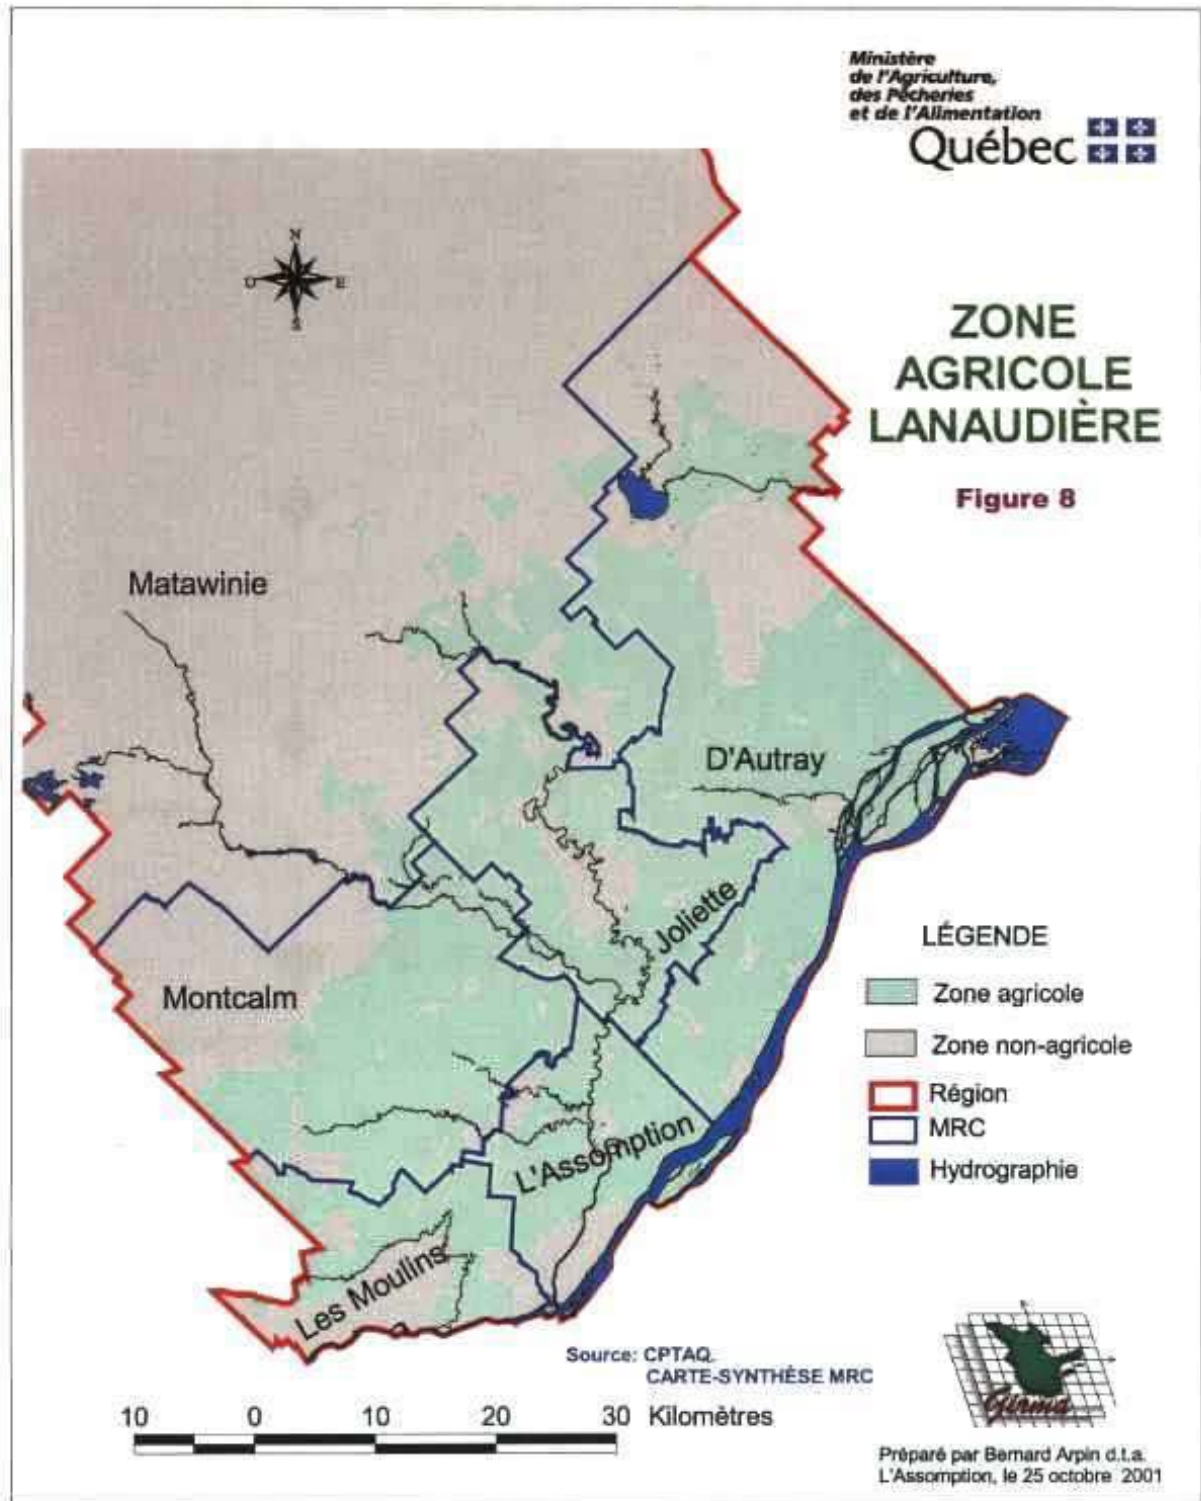 Ministère
de l'Agriculture,
des Pêcheries
et de l'Alimentation
Québec
ZONE
AGRICOLE
LANAUDIÈRE
Figure 8
N
O E
S
Matawinie
D'Autray
Joliette
Montcalm
L'Assomption
Les Moulins
LÉGENDE
Zone agricole
Zone non-agricole
Région
MRC
Hydrographie
Source: CPTAQ.
CARTE-SYNTHÈSE MRC
10 0 10 20 30 Kilomètres
Girmd
Préparé par Bernard Arpin d.t.a.
L'Assomption, le 25 octobre 2001